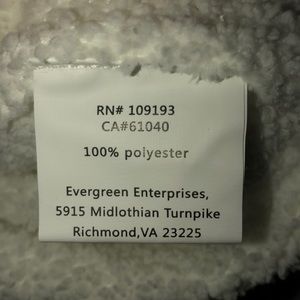 RN# 109193
CA#61040
100% polyester
Evergreen Enterprises,
5915 Midlothian Turnpike
Richmond,VA 23225